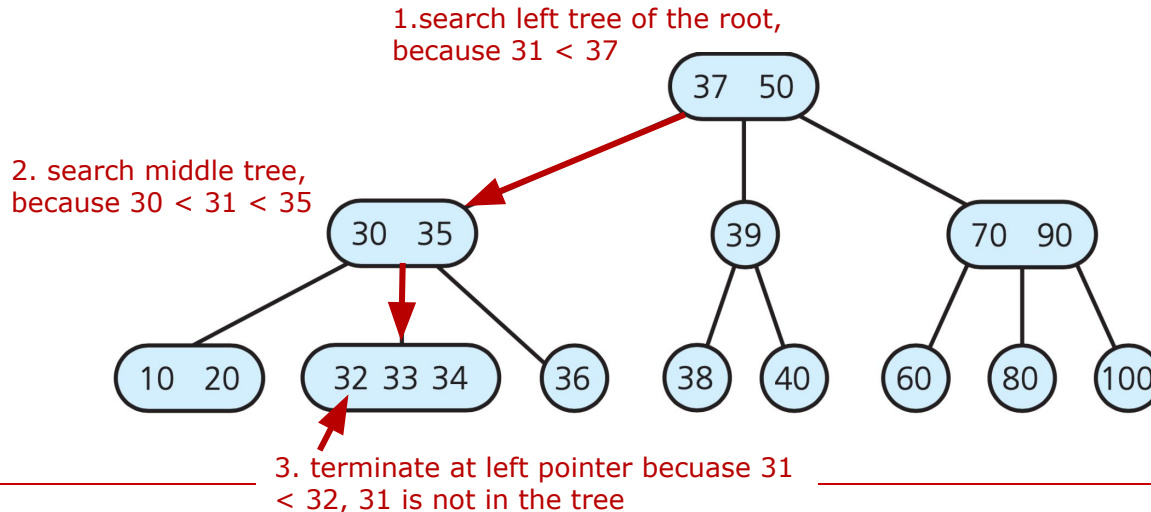 1.search left tree of the root,
because 31 < 37
37 50
2. search middle tree,
because 30 < 31 < 35
30 35
39
70 90
10 20
32 33 34
36
38
40
60
80
100
3. terminate at left pointer becuase 31
< 32, 31 is not in the tree